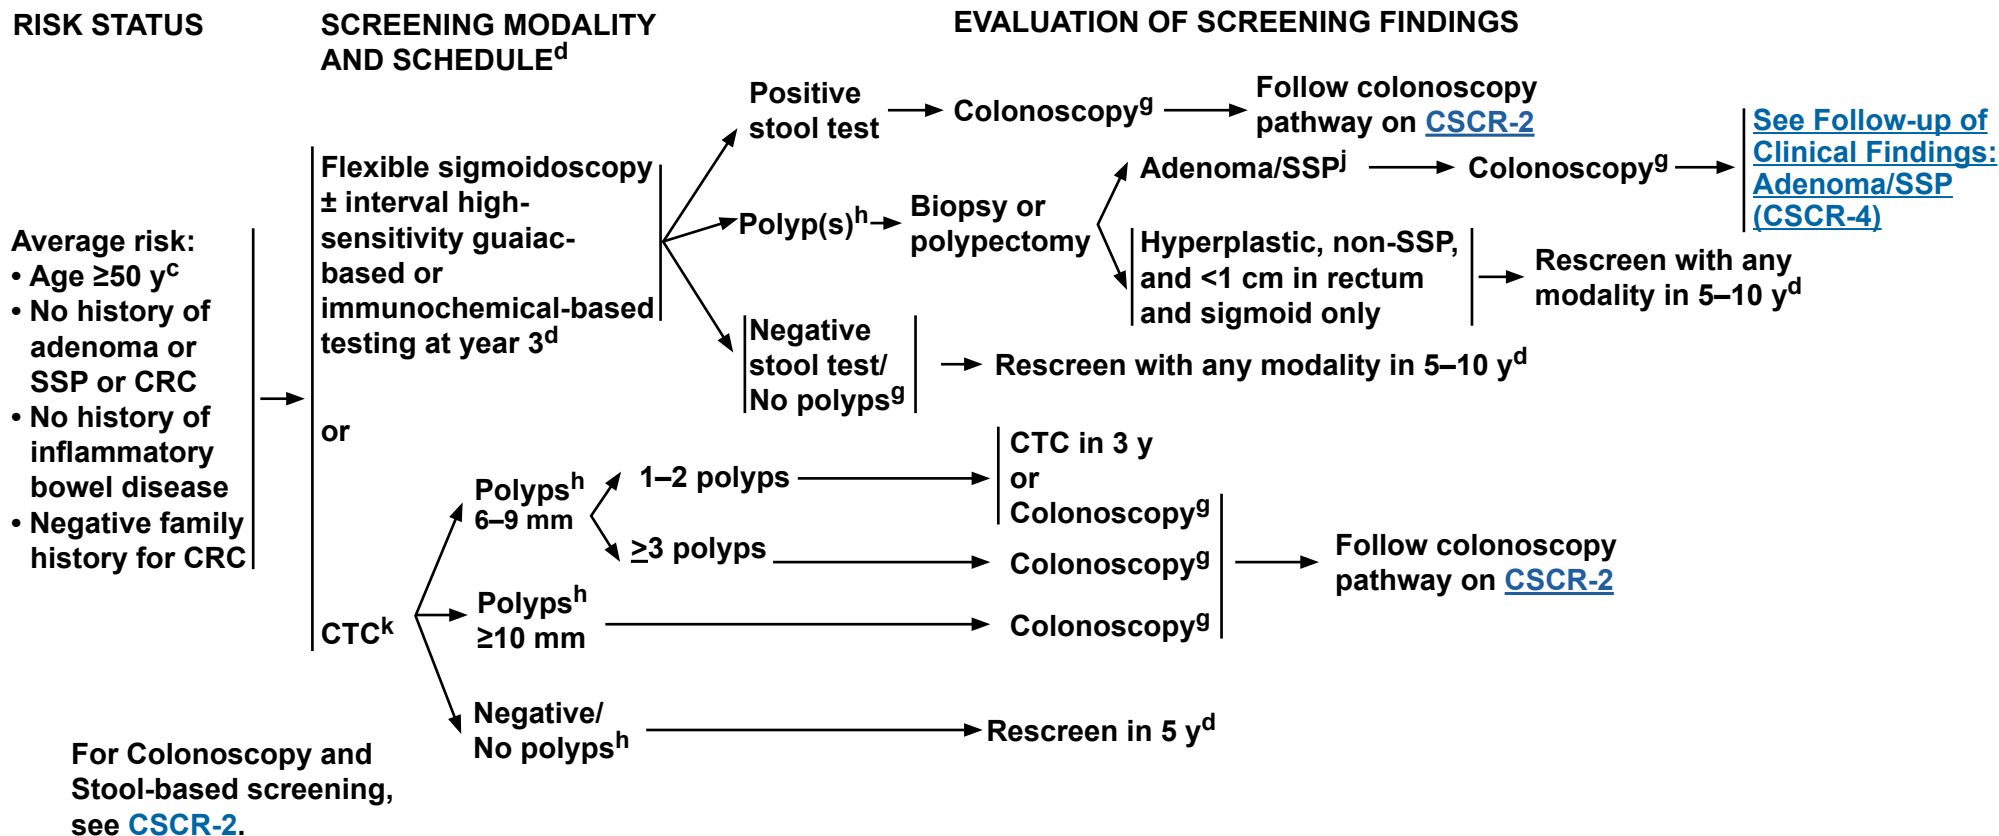 RISK STATUS
SCREENING MODALITY
AND SCHEDULEd
EVALUATION OF SCREENING FINDINGS
Average risk:
• Age ≥50 yc
• No history of
adenoma or
SSP or CRC
• No history of
inflammatory
bowel disease
• Negative family
history for CRC
Flexible sigmoidoscopy
± interval high-
sensitivity guaiac-
based or
immunochemical-based
testing at year 3d
or
CTCk
Positive
stool test
Colonoscopyg
Follow colonoscopy
pathway on CSCR-2
Polyp(s)h
Biopsy or
polypectomy
Adenoma/SSPj
Colonoscopyg
See Follow-up of
Clinical Findings:
Adenoma/SSP
(CSCR-4)
Hyperplastic, non-SSP,
and <1 cm in rectum
and sigmoid only
Rescreen with any
modality in 5–10 yd
Negative
stool test/
No polypsg
Rescreen with any modality in 5–10 yd
Polypsh
6–9 mm
1–2 polyps
CTC in 3 y
or
Colonoscopyg
≥3 polyps
Colonoscopyg
Polypsh
≥10 mm
Colonoscopyg
Follow colonoscopy
pathway on CSCR-2
Negative/
No polypsh
Rescreen in 5 yd
For Colonoscopy and
Stool-based screening,
see CSCR-2.